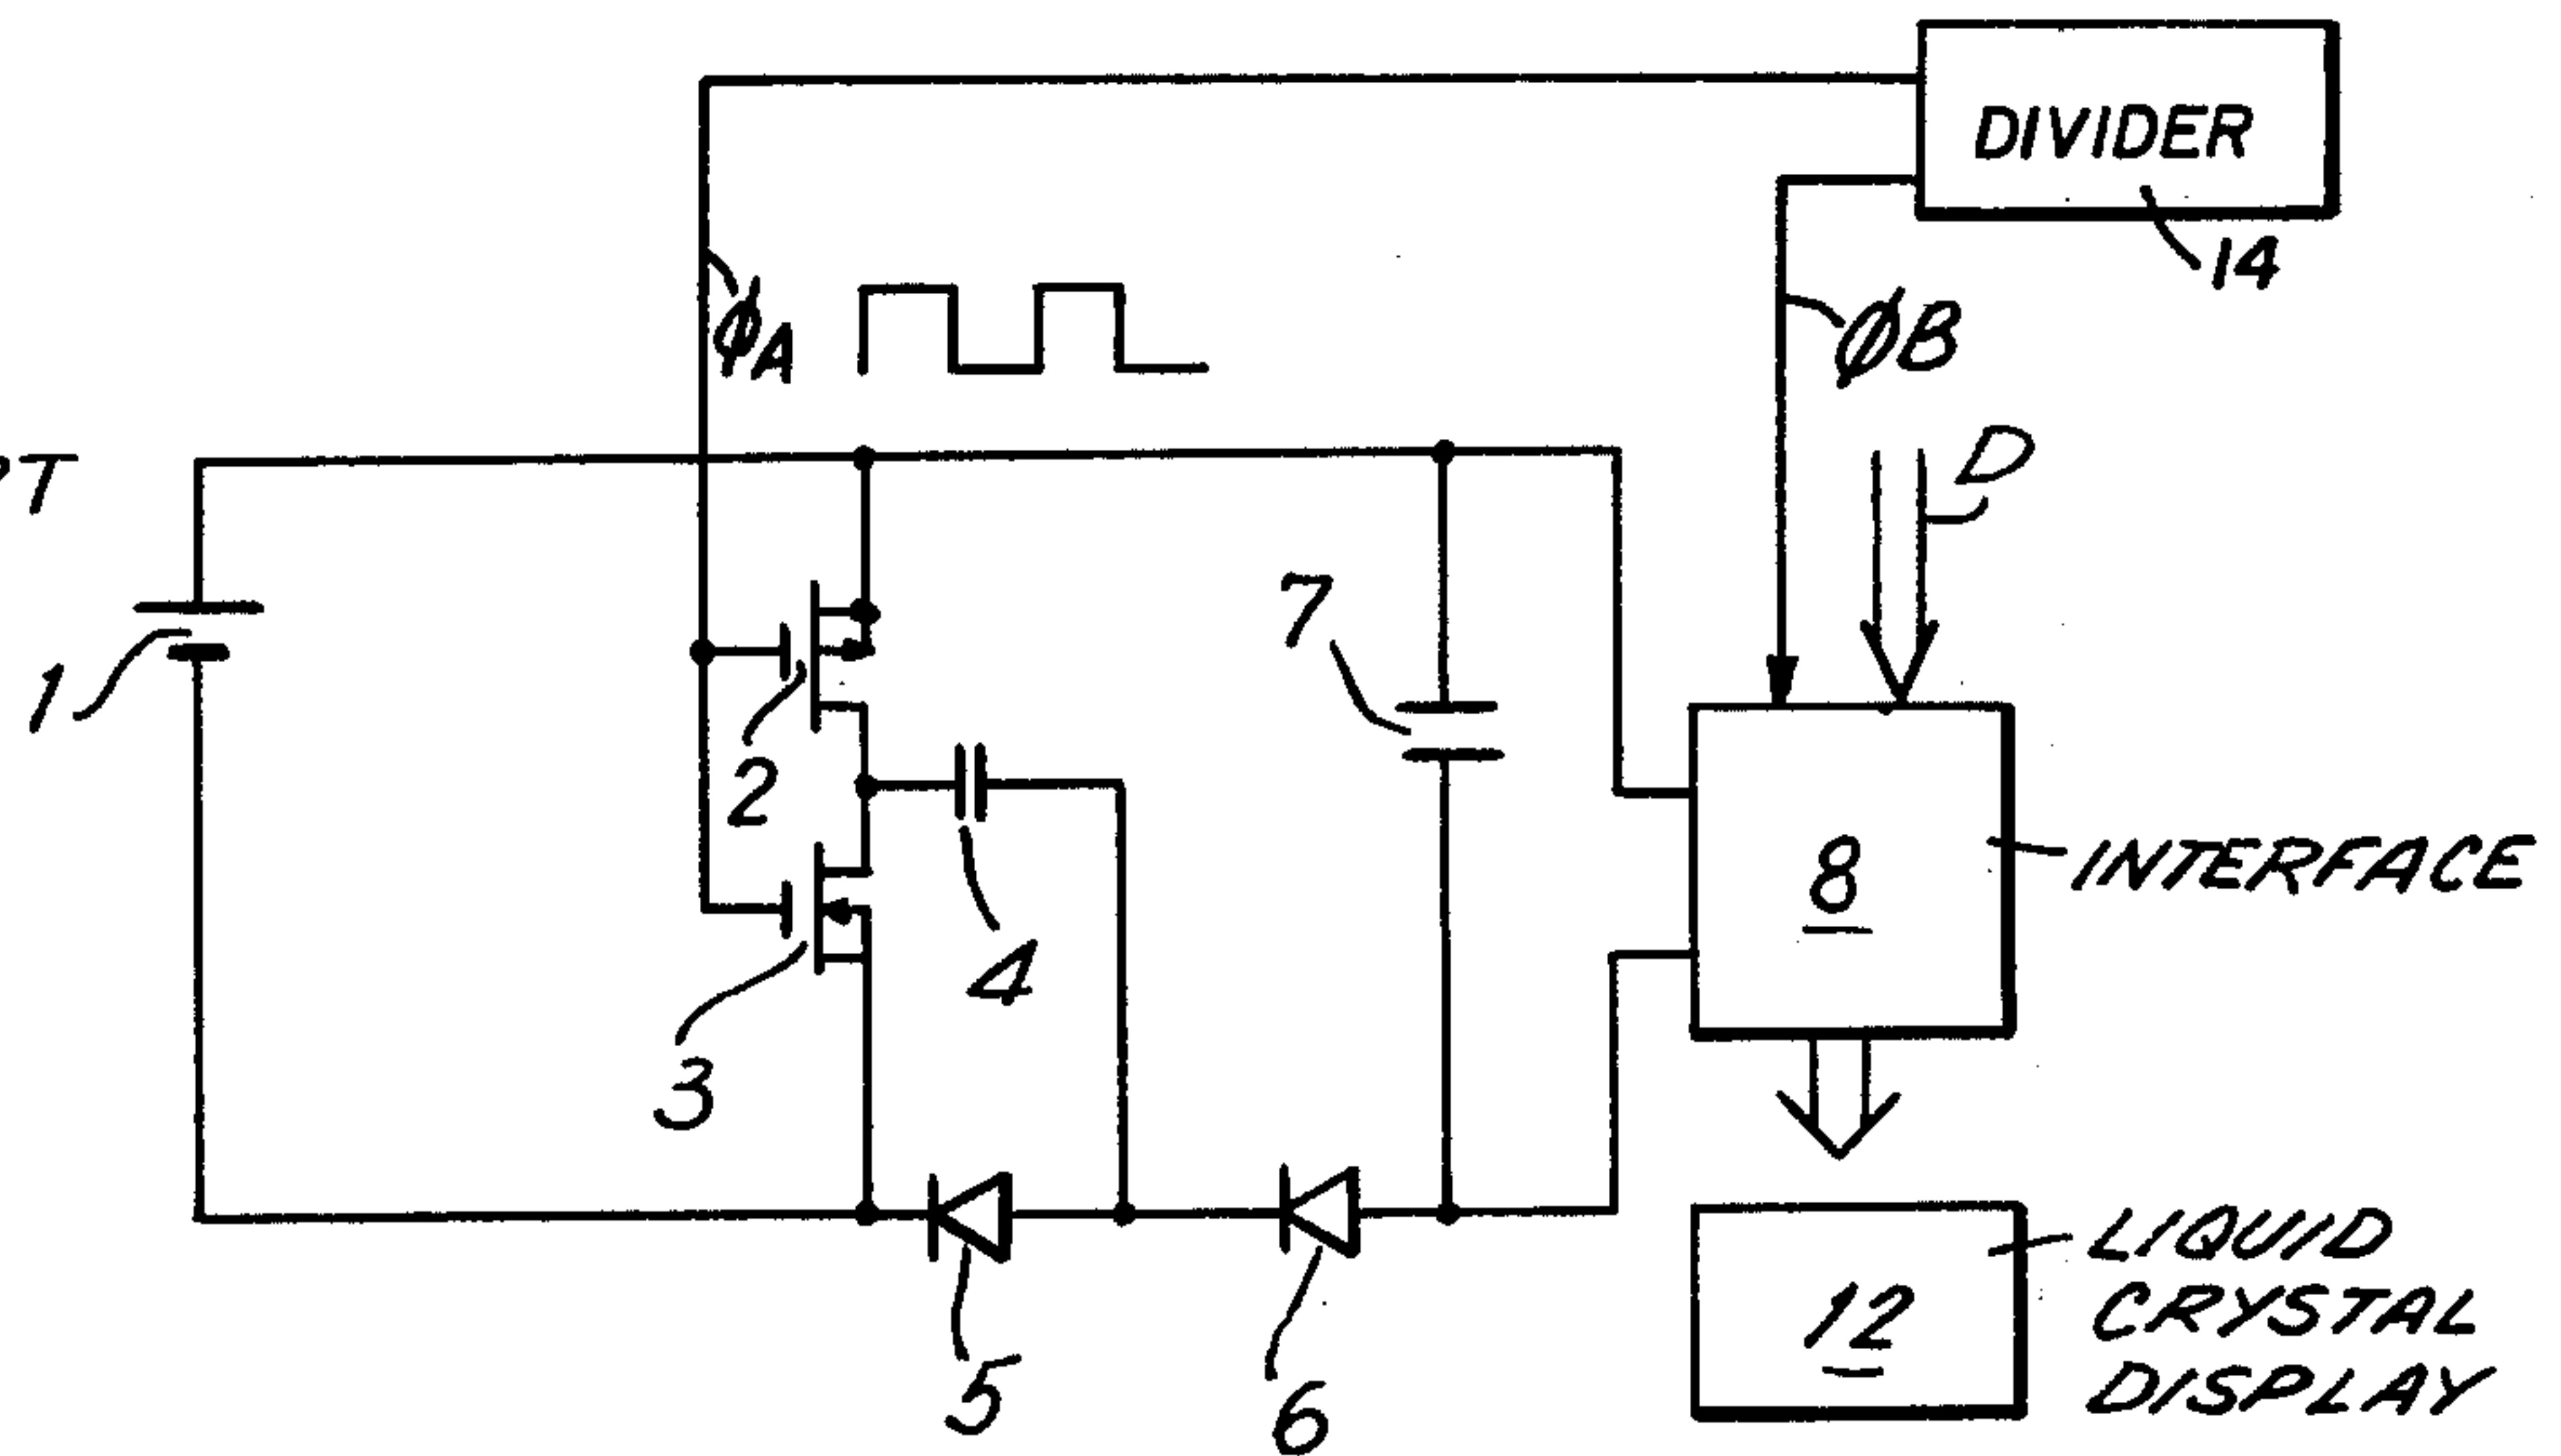 DIVIDER
14
φA
φB
D
1
2
7
8
INTERFACE
4
3
12
LIQUID
CRYSTAL
DISPLAY
5
6